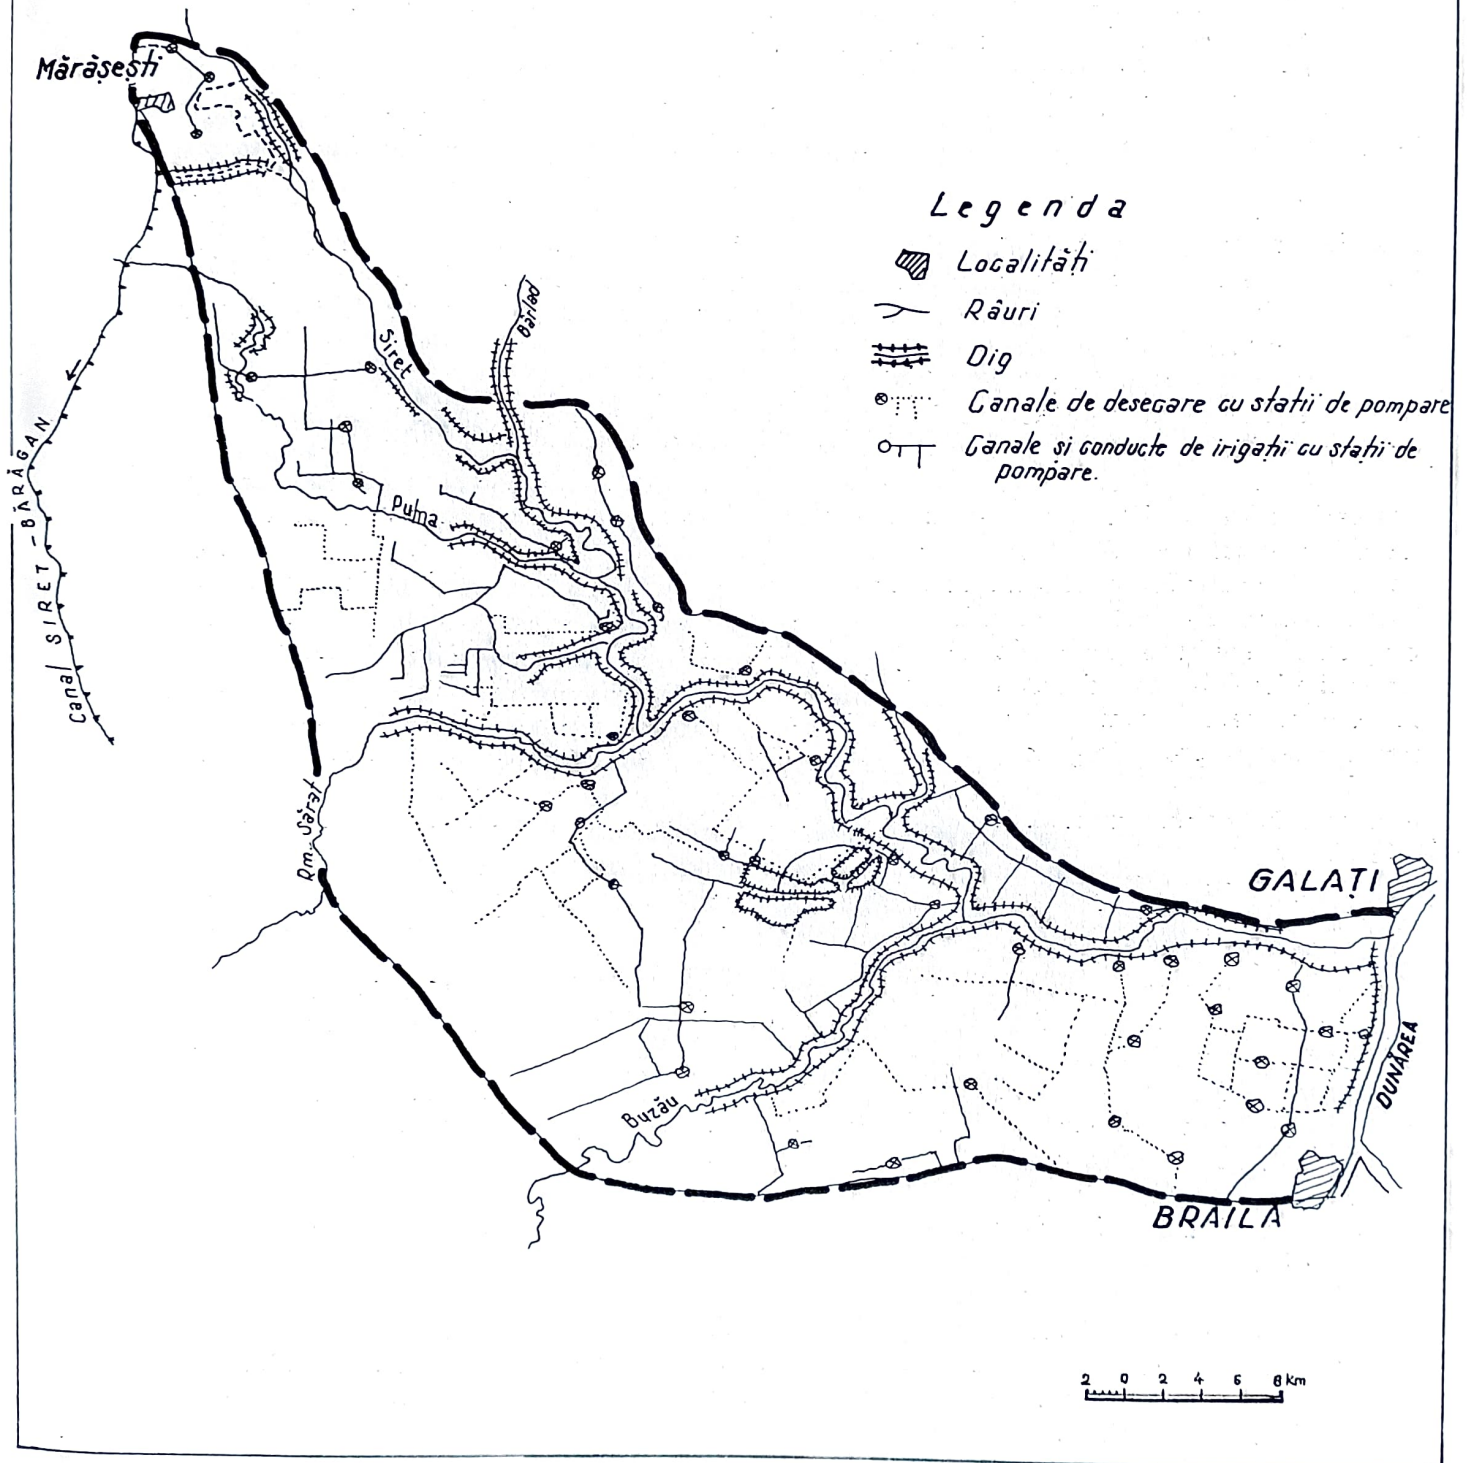 Mărășești
Legenda
Localități
Râuri
Dig
Canale de desecare cu stații de pompare
Canale și conducte de irigații cu stații de
pompare.
Bârlad
Siret
Canal SIRET - BĂRĂGAN
Putna
Rm. Sărat
GALAȚI
Buzău
DUNĂREA
BRAILA
2 0 2 4 6 8 km